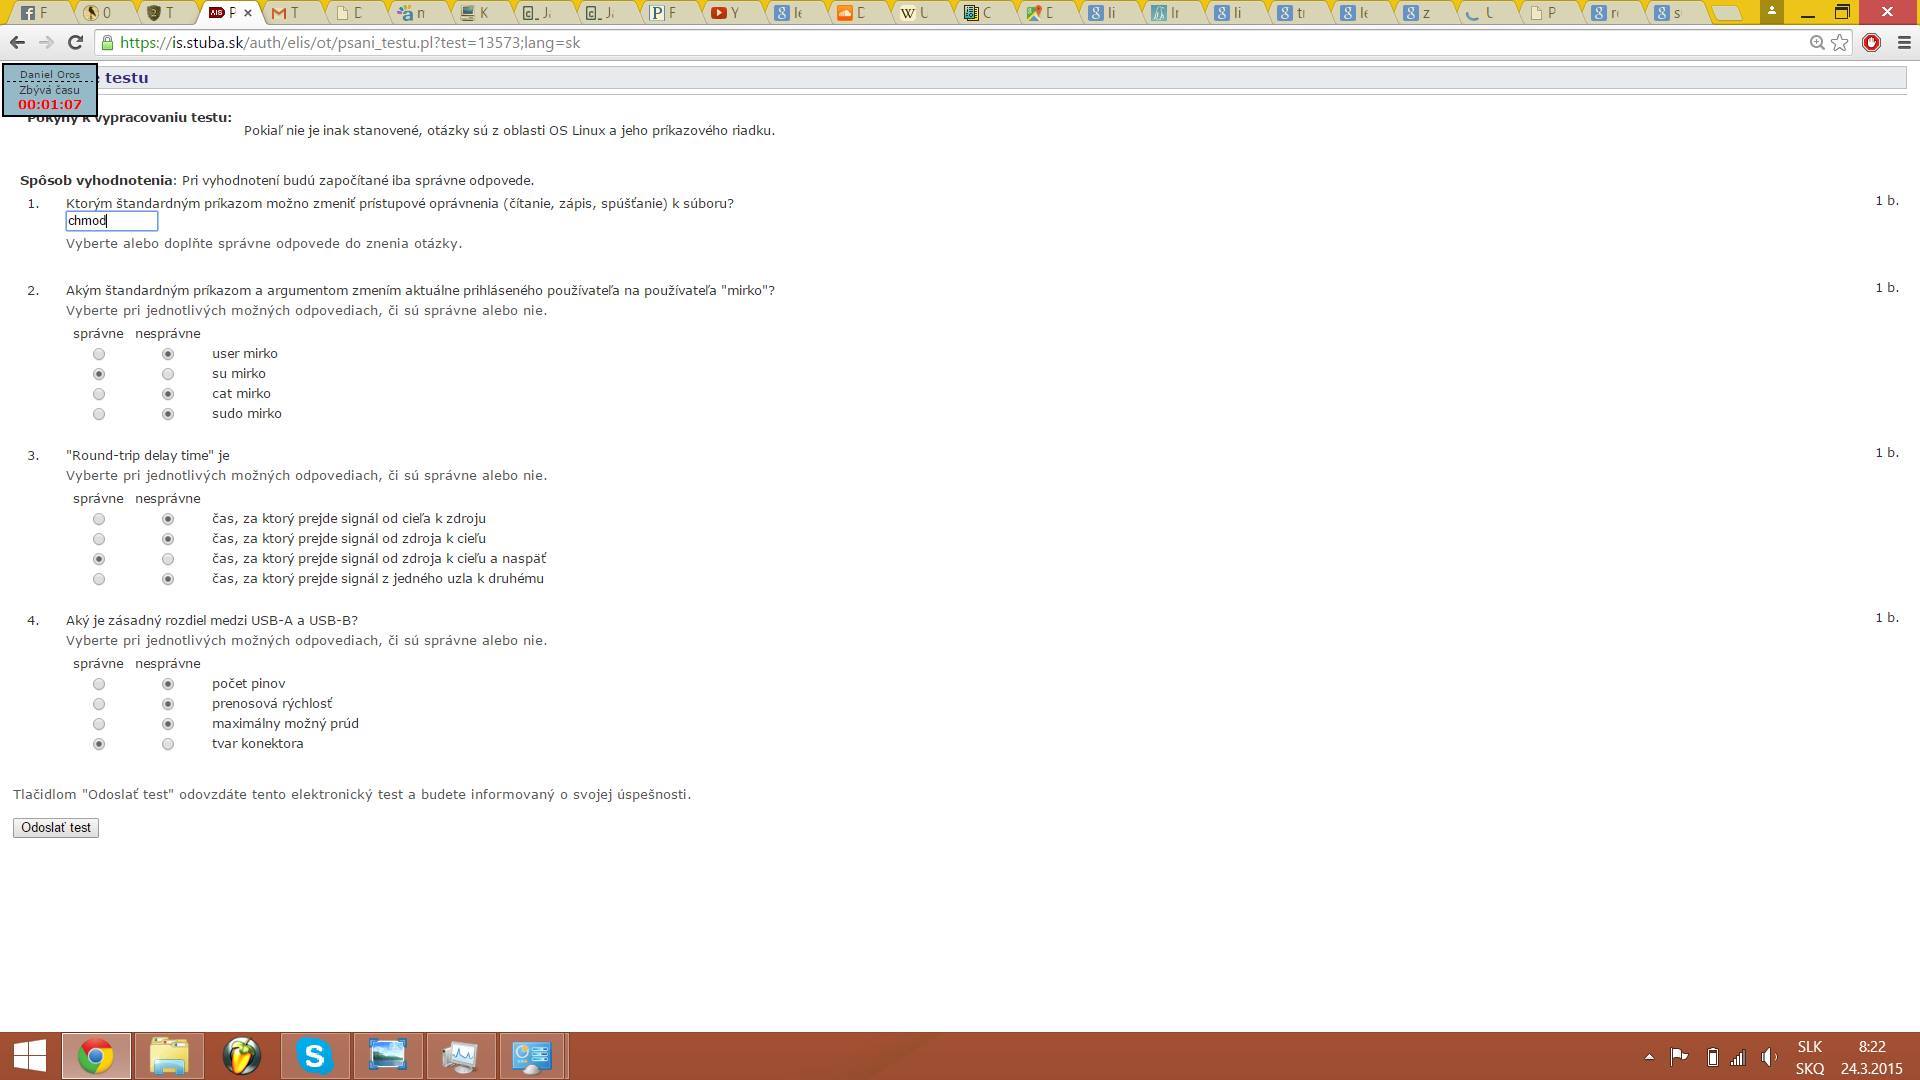 F
O
T
P
T
D
n
K
J
J
F
Y
D
U
C
D
li
li
z
U
P
https://is.stuba.sk/auth/elis/ot/psani_testu.pl?test=13573;lang=sk
Daniel Oros
Zbývá času
00:01:07
testu
Pokyny k vypracovaniu testu:
Pokiaľ nie je inak stanovené, otázky sú z oblasti OS Linux a jeho príkazového riadku.
Spôsob vyhodnotenia: Pri vyhodnotení budú započítané iba správne odpovede.
1. Ktorým štandardným príkazom možno zmeniť prístupové oprávnenia (čítanie, zápis, spúšťanie) k súboru? 1 b.
chmod
Vyberte alebo doplňte správne odpovede do znenia otázky.
2. Akým štandardným príkazom a argumentom zmením aktuálne prihláseného používateľa na používateľa "mirko"? 1 b.
Vyberte pri jednotlivých možných odpovediach, či sú správne alebo nie.
správne nesprávne
user mirko
su mirko
cat mirko
sudo mirko
3. "Round-trip delay time" je 1 b.
Vyberte pri jednotlivých možných odpovediach, či sú správne alebo nie.
správne nesprávne
čas, za ktorý prejde signál od cieľa k zdroju
čas, za ktorý prejde signál od zdroja k cieľu
čas, za ktorý prejde signál od zdroja k cieľu a naspäť
čas, za ktorý prejde signál z jedného uzla k druhému
4. Aký je zásadný rozdiel medzi USB-A a USB-B? 1 b.
Vyberte pri jednotlivých možných odpovediach, či sú správne alebo nie.
správne nesprávne
počet pinov
prenosová rýchlosť
maximálny možný prúd
tvar konektora
Tlačidlom "Odoslať test" odovzdáte tento elektronický test a budete informovaný o svojej úspešnosti.
Odoslať test
SLK 8:22
SKQ 24.3.2015